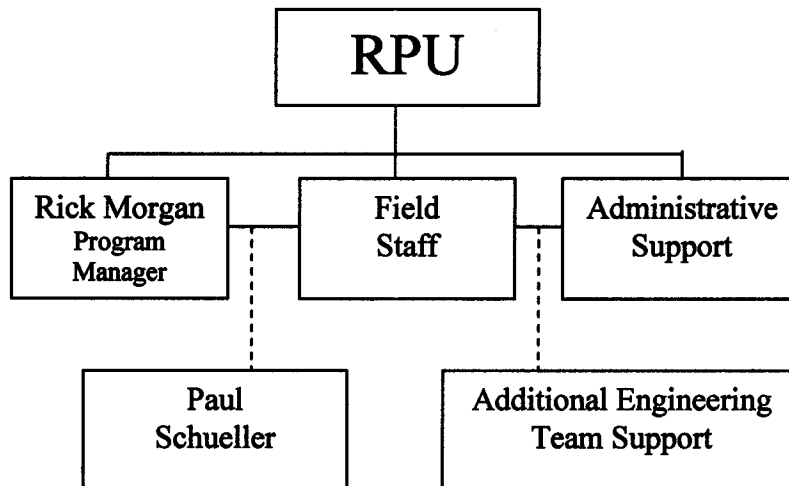 RPU
Rick Morgan
Program
Manager
Field
Staff
Administrative
Support
Paul
Schueller
Additional Engineering
Team Support